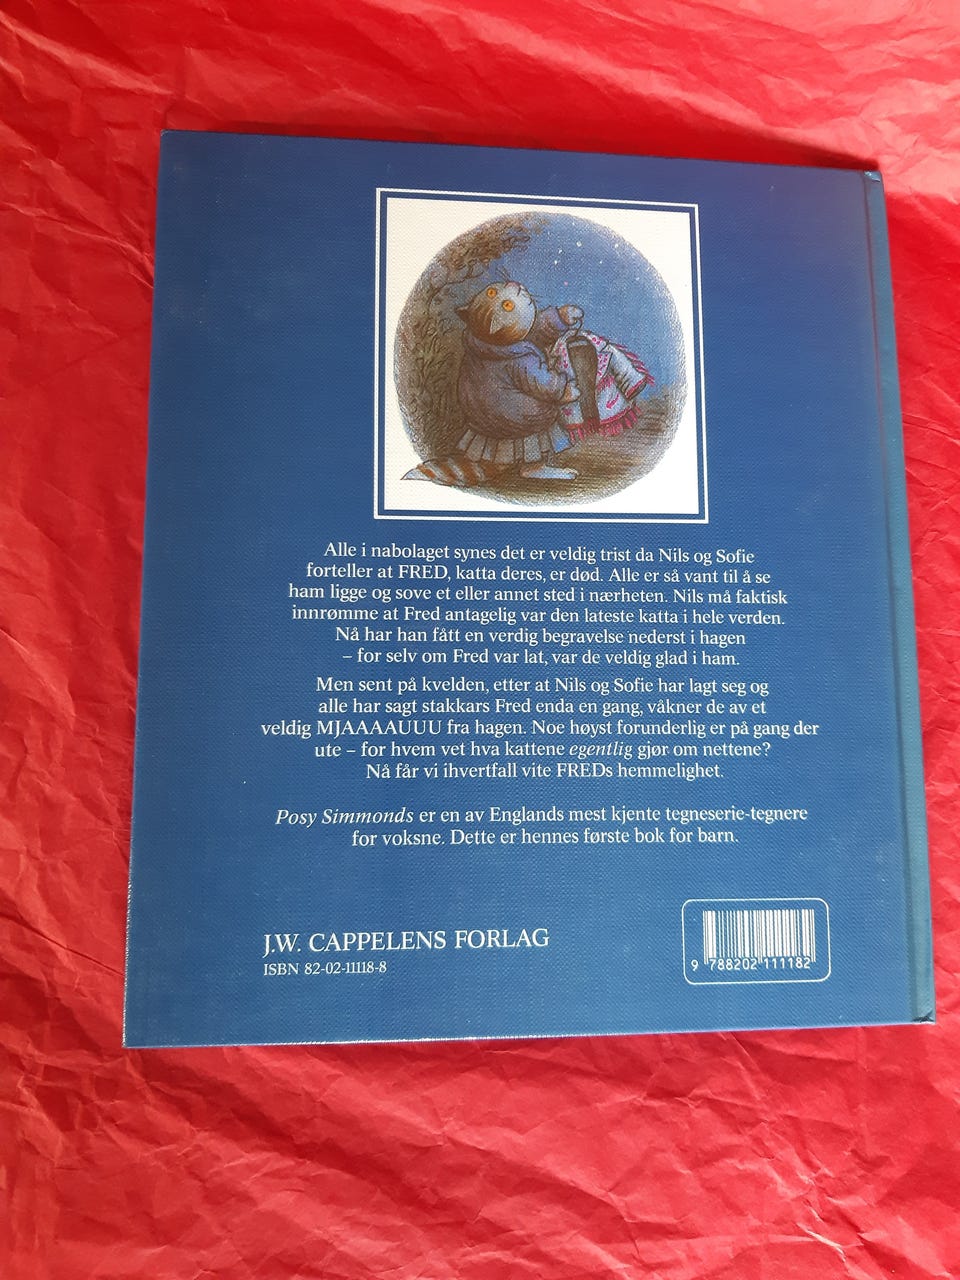 Alle i nabolaget synes det er veldig trist da Nils og Sofie
forteller at FRED, katta deres, er død. Alle er så vant til å se
ham ligge og sove et eller annet sted i nærheten. Nils må faktisk
innrømme at Fred antagelig var den lateste katta i hele verden.
Nå har han fått en verdig begravelse nederst i hagen
– for selv om Fred var lat, var de veldig glad i ham.
Men sent på kvelden, etter at Nils og Sofie har lagt seg og
alle har sagt stakkars Fred enda en gang, våkner de av et
veldig MJAAAAUUU fra hagen. Noe høyst forunderlig er på gang der
ute – for hvem vet hva kattene egentlig gjør om nettene?
Nå får vi ihvertfall vite FREDs hemmelighet.
Posy Simmonds er en av Englands mest kjente tegneserie-tegnere
for voksne. Dette er hennes første bok for barn.
J.W. CAPPELENS FORLAG
ISBN 82-02-11118-8
9 788202 111182